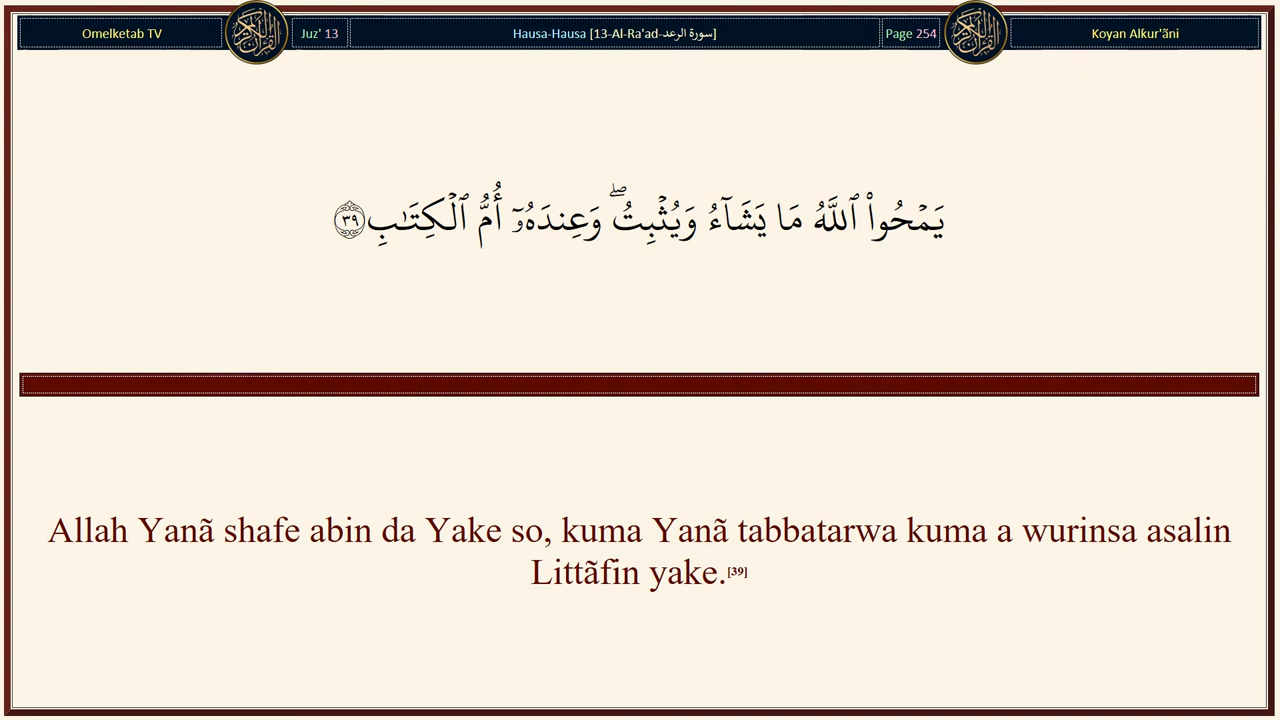 Omelketab TV
Juz' 13
Hausa-Hausa [13-Al-Ra'ad-سورة الرعد]
Page 254
Koyan Alƙur'ãni
يَمۡحُواْ ٱللَّهُ مَا يَشَآءُ وَيُثۡبِتُۖ وَعِندَهُۥٓ أُمُّ ٱلۡكِتَٰبِ ٣٩
Allah Yanã shafe abin da Yake so, kuma Yanã tabbatarwa kuma a wurinsa asalin
Littãfin yake.[39]